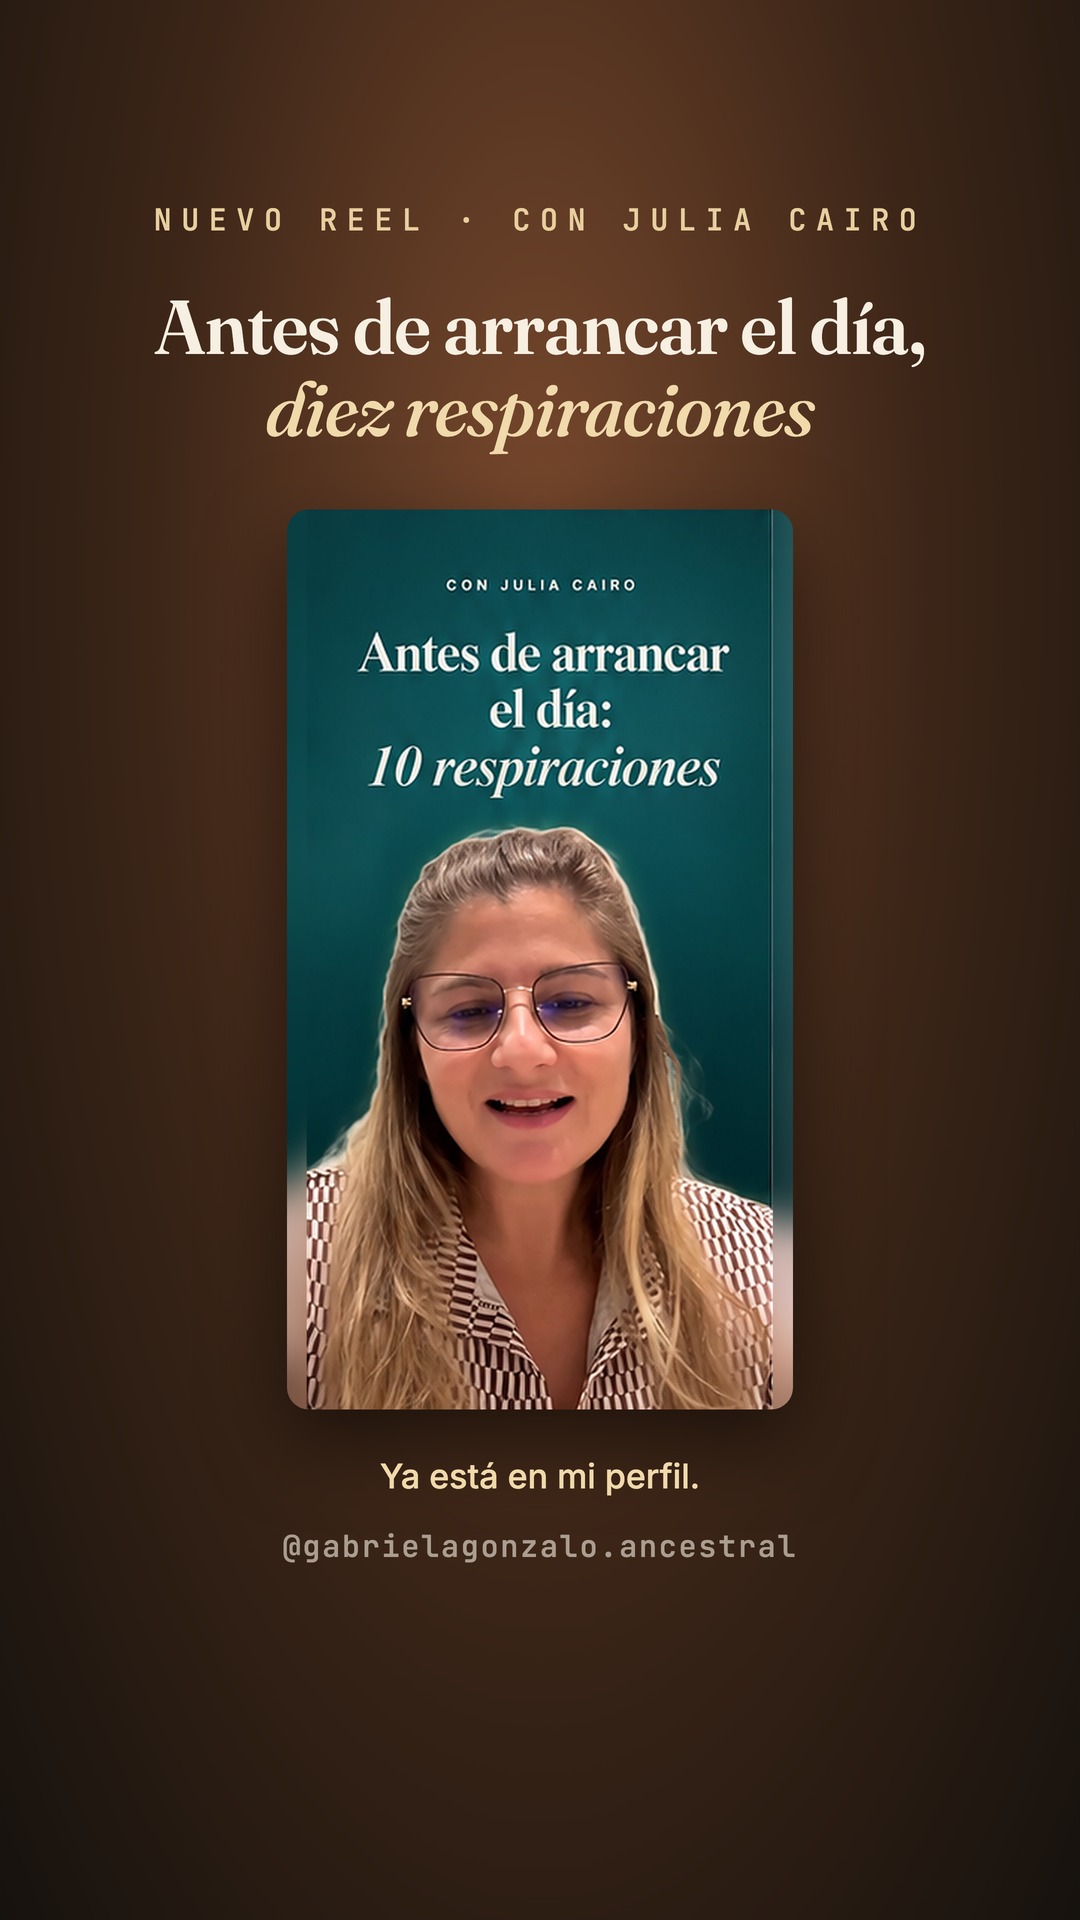 NUEVO REEL · CON JULIA CAIRO
Antes de arrancar el día,
diez respiraciones
CON JULIA CAIRO
Antes de arrancar
el día:
10 respiraciones
Ya está en mi perfil.
@gabrielagonzalo.ancestral